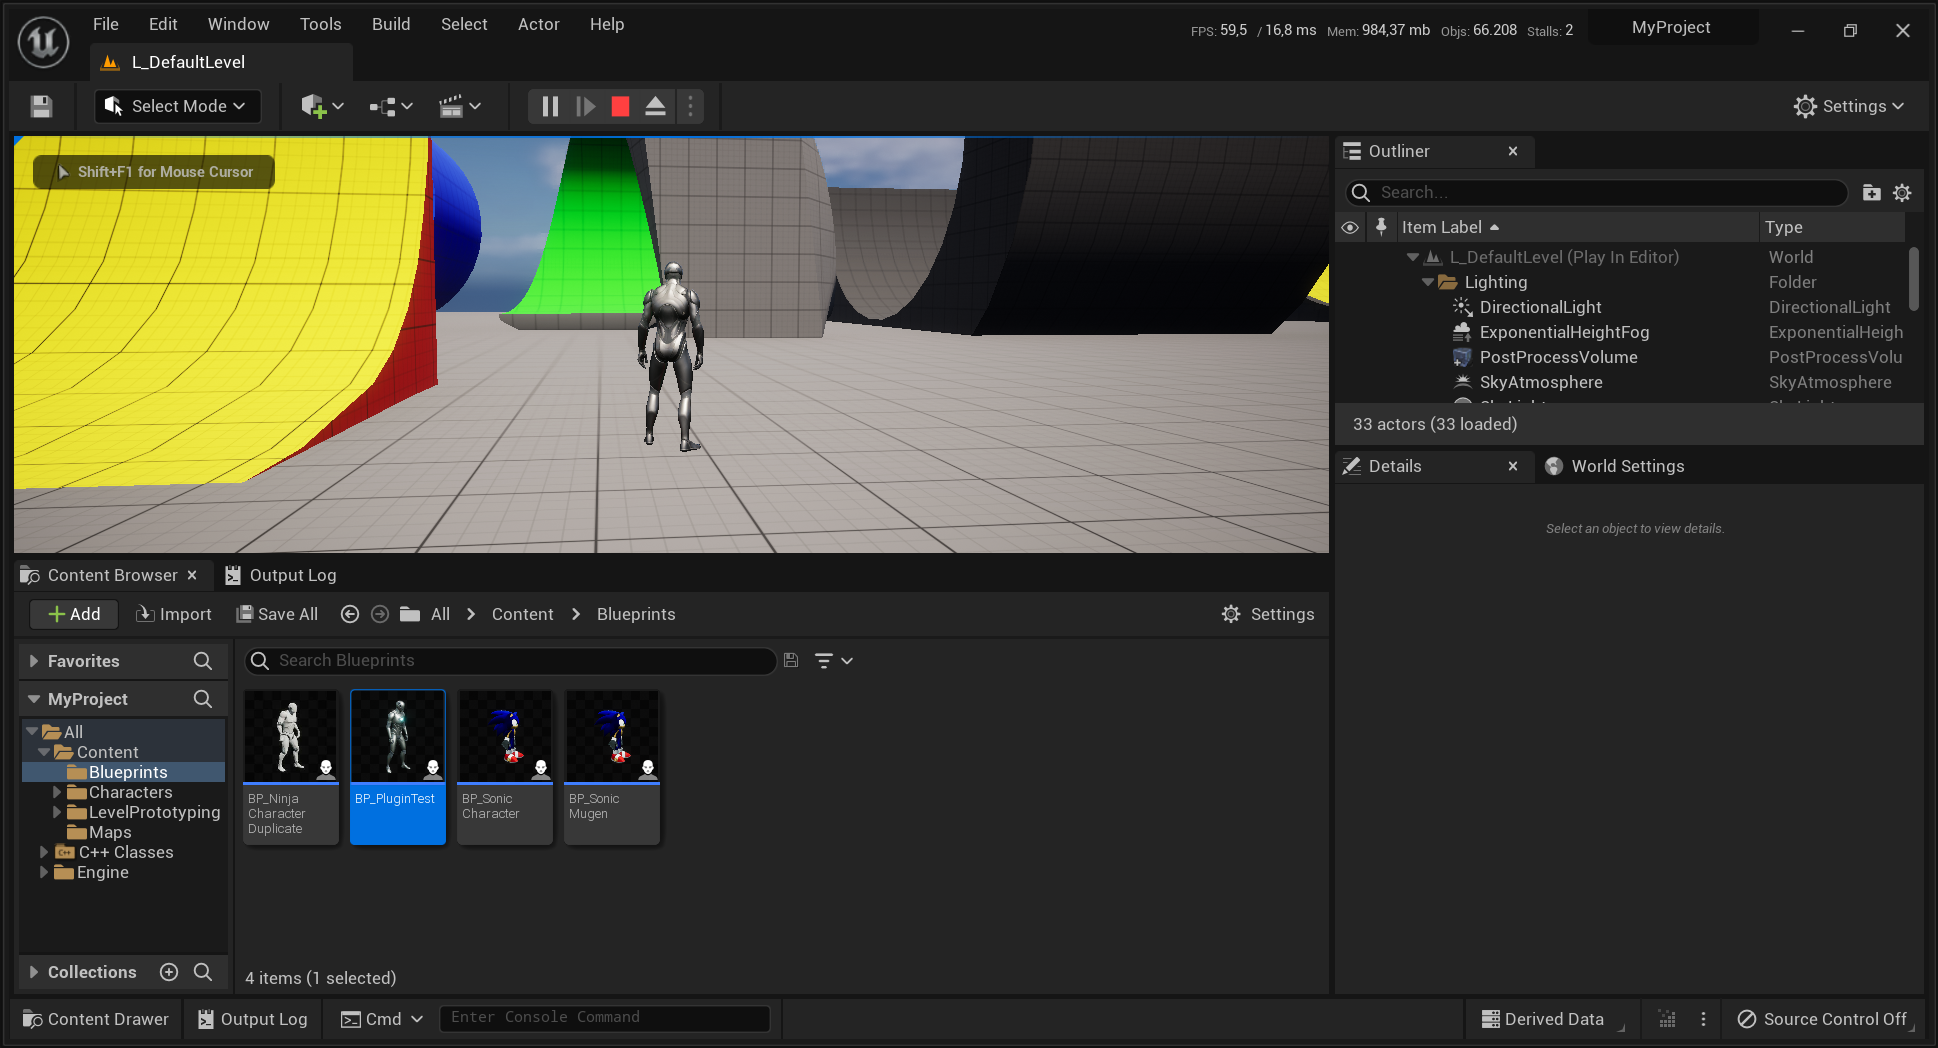 File Edit Window Tools Build Select Actor Help
FPS: 59,5 / 16,8 ms Mem: 984,37 mb Objs: 66.208 Stalls: 2
MyProject
L_DefaultLevel
Select Mode
Settings
Shift+F1 for Mouse Cursor
Outliner
Search...
Item Label Type
L_DefaultLevel (Play In Editor) World
Lighting Folder
DirectionalLight DirectionalLight
ExponentialHeightFog ExponentialHeigh
PostProcessVolume PostProcessVolu
SkyAtmosphere SkyAtmosphere
33 actors (33 loaded)
Details World Settings
Select an object to view details.
Content Browser Output Log
Add Import Save All All Content Blueprints Settings
Favorites
Search Blueprints
MyProject
All
Content
Blueprints
Characters
LevelPrototyping
Maps
C++ Classes
Engine
BP_Ninja
Character
Duplicate
BP_PluginTest
BP_Sonic
Character
BP_Sonic
Mugen
Collections
4 items (1 selected)
Content Drawer Output Log Cmd Enter Console Command Derived Data Source Control Off